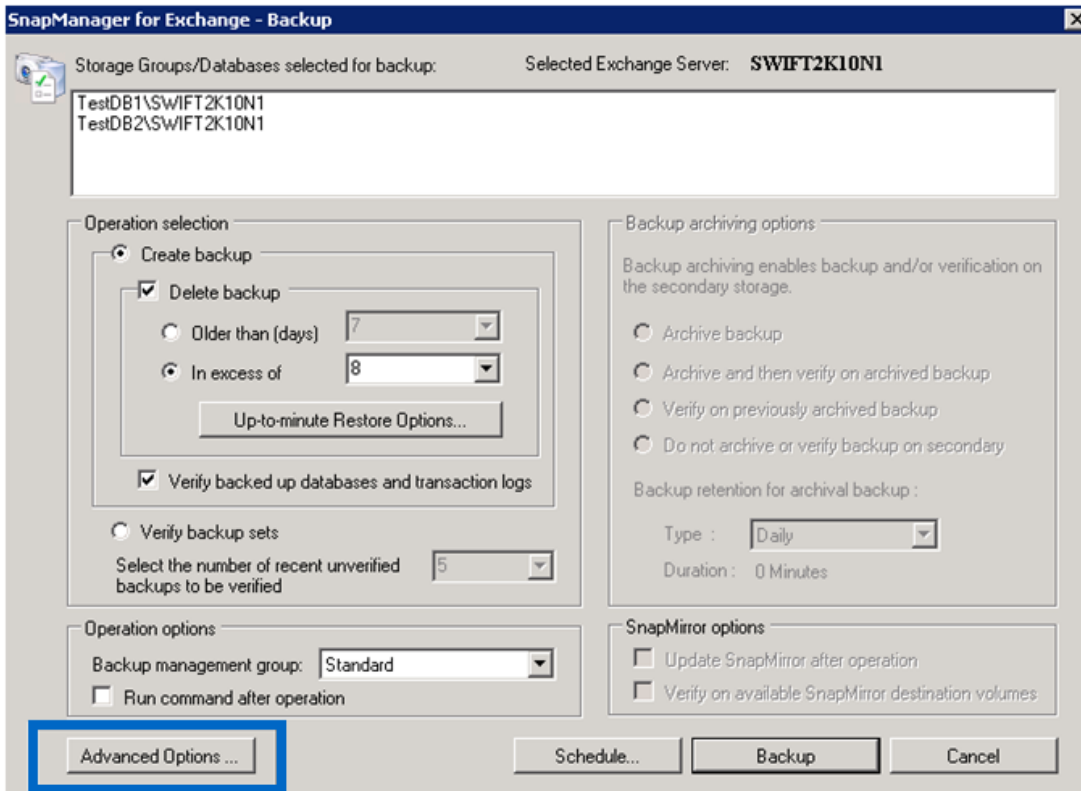 SnapManager for Exchange - Backup
Storage Groups/Databases selected for backup:
Selected Exchange Server: SWIFT2K10N1
TestDB1\SWIFT2K10N1
TestDB2\SWIFT2K10N1
Operation selection
Create backup
Delete backup
Older than (days) 7
In excess of 8
Up-to-minute Restore Options...
Verify backed up databases and transaction logs
Verify backup sets
Select the number of recent unverified
backups to be verified
5
Backup archiving options
Backup archiving enables backup and/or verification on
the secondary storage.
Archive backup
Archive and then verify on archived backup
Verify on previously archived backup
Do not archive or verify backup on secondary
Backup retention for archival backup :
Type : Daily
Duration : 0 Minutes
Operation options
Backup management group: Standard
Run command after operation
SnapMirror options
Update SnapMirror after operation
Verify on available SnapMirror destination volumes
Advanced Options ...
Schedule...
Backup
Cancel